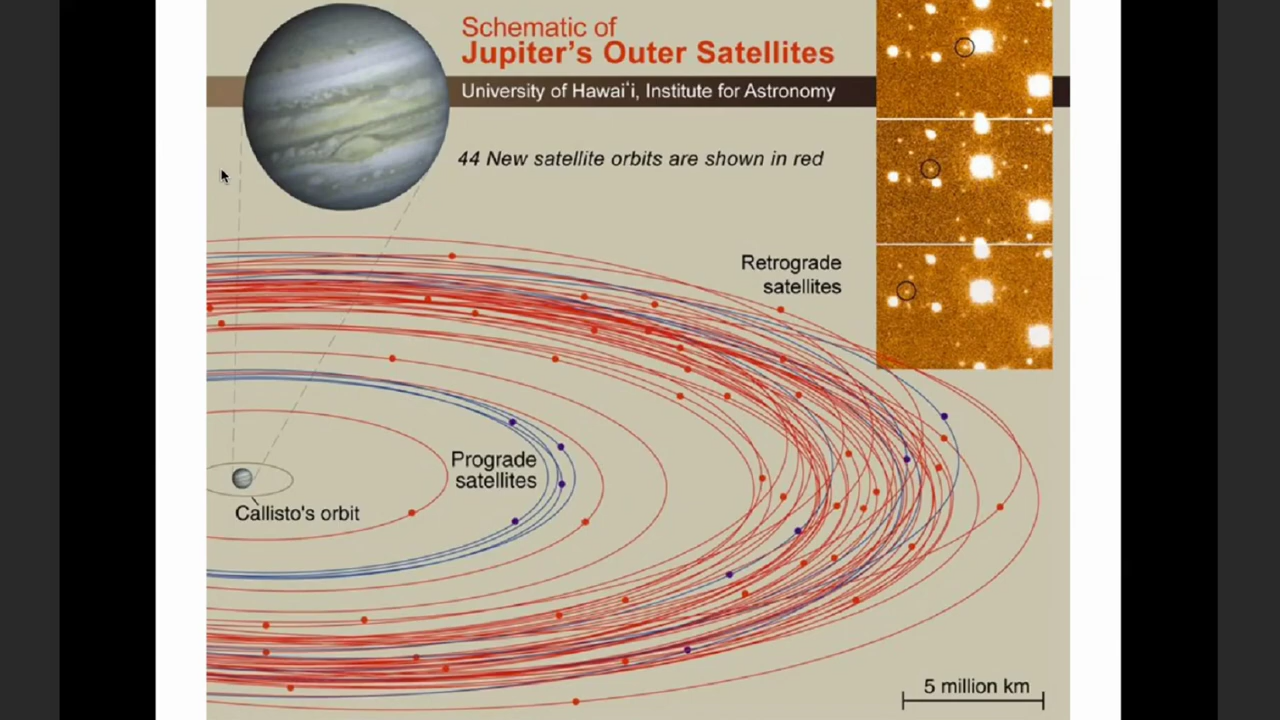 Schematic of
Jupiter's Outer Satellites
University of Hawaiʻi, Institute for Astronomy
44 New satellite orbits are shown in red
Retrograde
satellites
Prograde
satellites
Callisto's orbit
5 million km